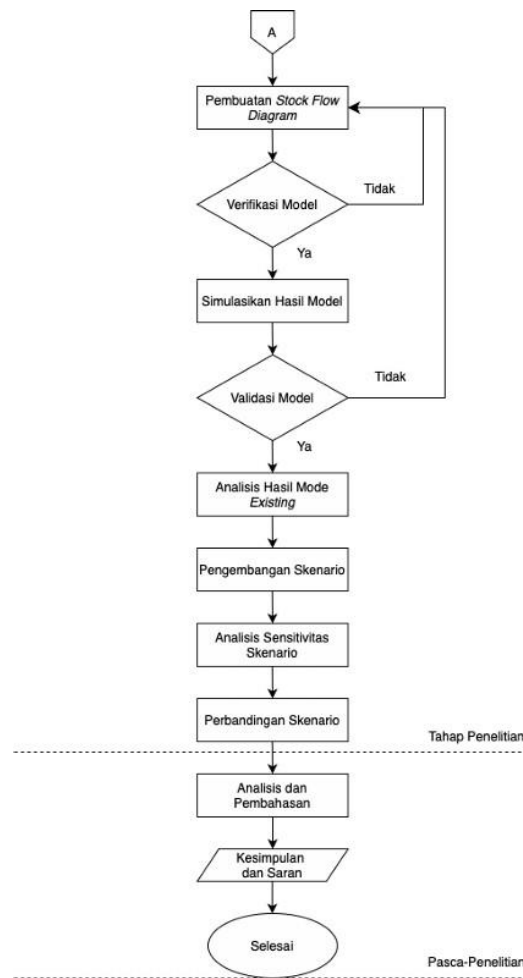 A
Pembuatan Stock Flow
Diagram
Tidak
Verifikasi Model
Ya
Simulasikan Hasil Model
Tidak
Validasi Model
Ya
Analisis Hasil Mode
Existing
Pengembangan Skenario
Analisis Sensitivitas
Skenario
Perbandingan Skenario
Tahap Penelitian
Analisis dan
Pembahasan
Kesimpulan
dan Saran
Selesai
Pasca-Penelitian